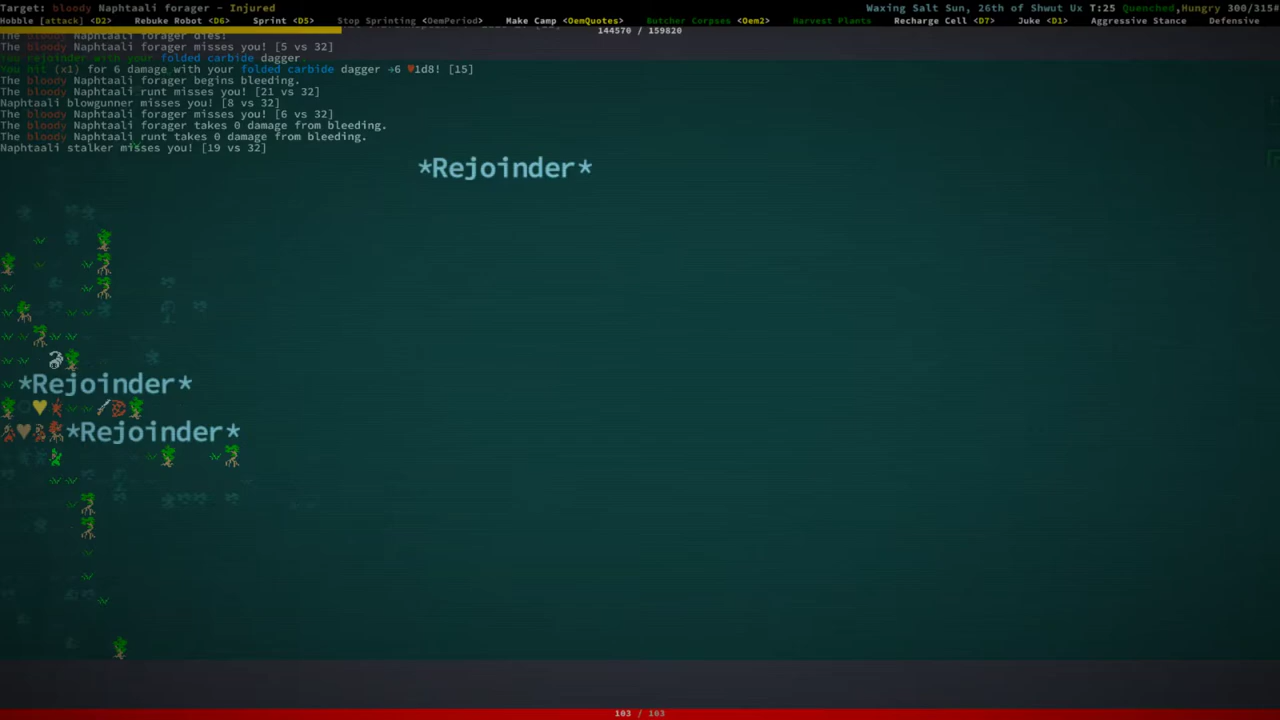 Target: bloody Naphtaali forager - Injured
Waxing Salt Sun, 26th of Shwut Ux T:25 Quenched,Hungry 300/315#
Hobble [attack] <D2> Rebuke Robot <D6> Sprint <D5> Stop Sprinting <OemPeriod> Make Camp <OemQuotes> Butcher Corpses <Oem2> Harvest Plants Recharge Cell <D7> Juke <D1> Aggressive Stance Defensive
144570 / 159820
The bloody Naphtaali forager dies!
The bloody Naphtaali forager misses you! [5 vs 32]
You rejoinder with your folded carbide dagger.
You hit (x1) for 6 damage with your folded carbide dagger →6 ♥1d8! [15]
The bloody Naphtaali forager begins bleeding.
The bloody Naphtaali runt misses you! [21 vs 32]
Naphtaali blowgunner misses you! [8 vs 32]
The bloody Naphtaali forager misses you! [6 vs 32]
The bloody Naphtaali forager takes 0 damage from bleeding.
The bloody Naphtaali runt takes 0 damage from bleeding.
Naphtaali stalker misses you! [19 vs 32]
*Rejoinder*
*Rejoinder*
*Rejoinder*
103 / 103